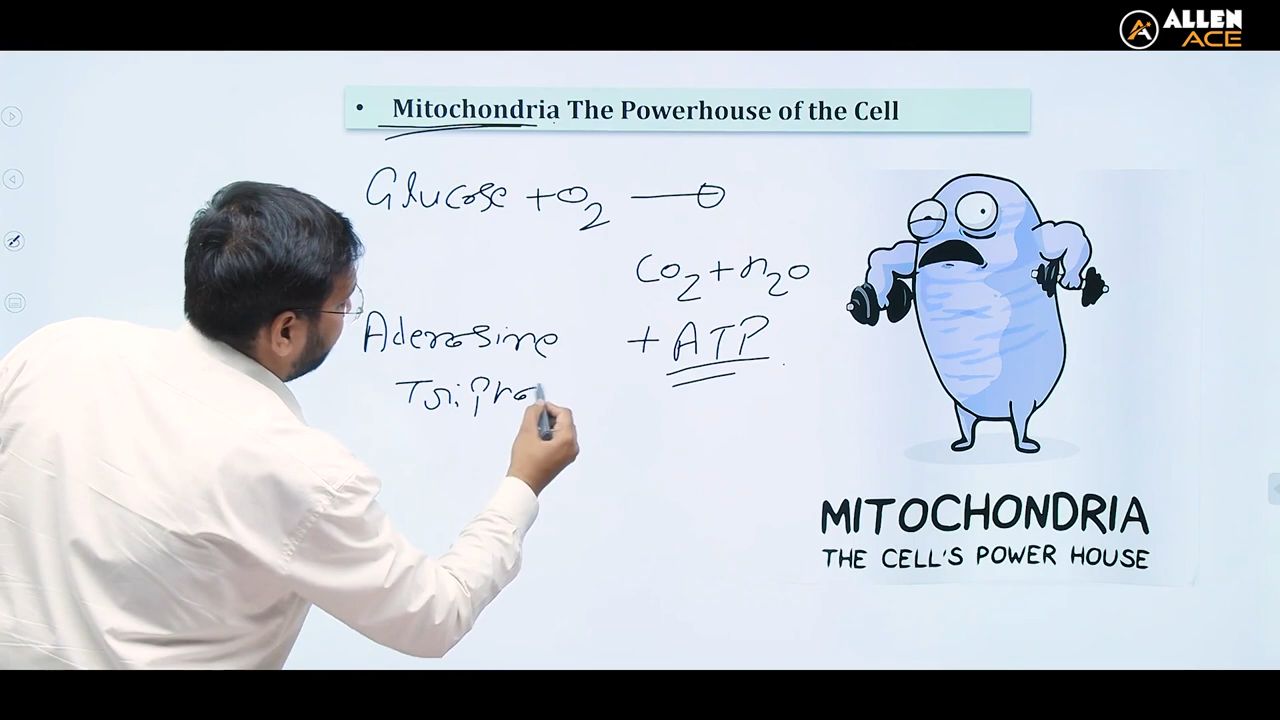 ALLEN
ACE
• Mitochondria The Powerhouse of the Cell
Glucose + O2
CO2 + H2O
Adenosine + ATP
MITOCHONDRIA
THE CELL'S POWER HOUSE